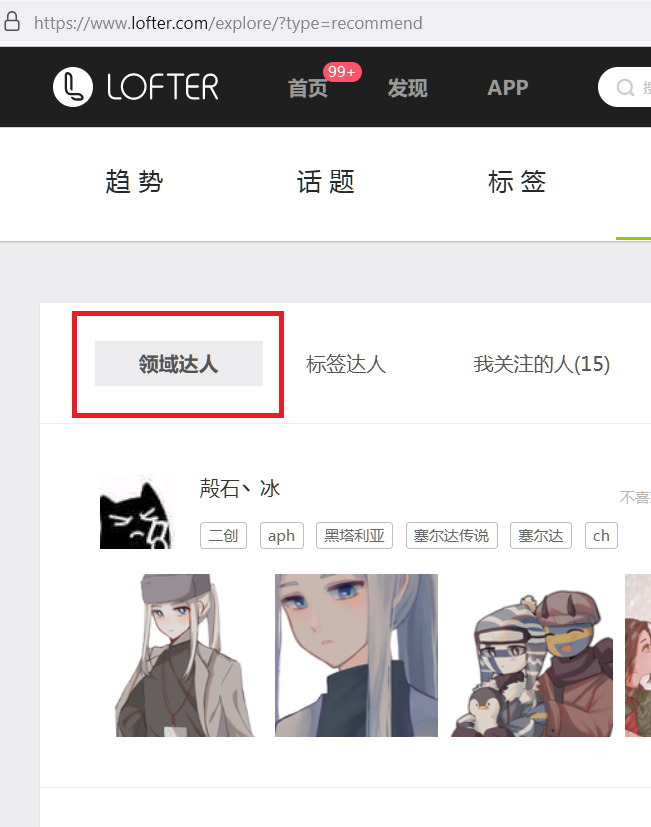 https://www.lofter.com/explore/?type=recommend
LOFTER 首页 99+ 发现 APP
趋势 话题 标签
领域达人 标签达人 我关注的人(15)
殸石丶冰
不喜
二创 aph 黑塔利亚 塞尔达传说 塞尔达 ch